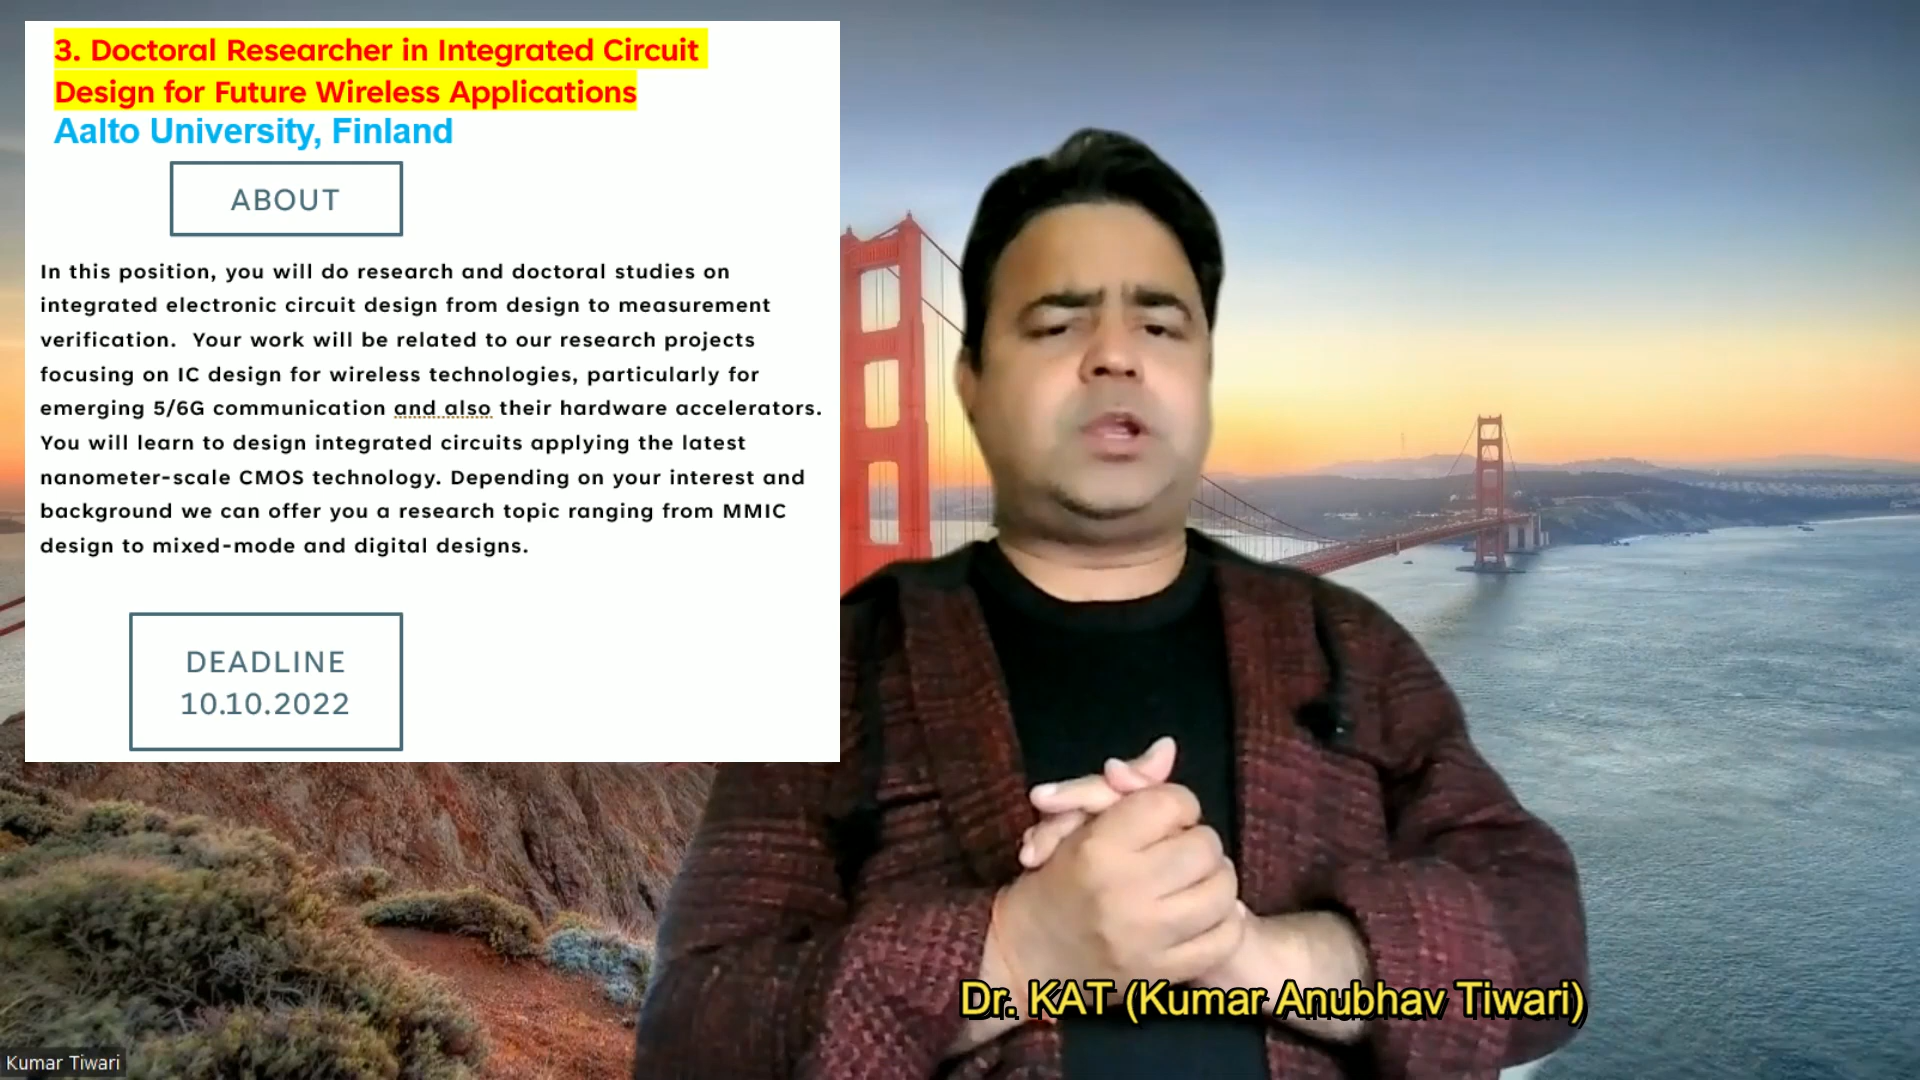 3. Doctoral Researcher in Integrated Circuit
Design for Future Wireless Applications
Aalto University, Finland
ABOUT
In this position, you will do research and doctoral studies on
integrated electronic circuit design from design to measurement
verification.  Your work will be related to our research projects
focusing on IC design for wireless technologies, particularly for
emerging 5/6G communication and also their hardware accelerators.
You will learn to design integrated circuits applying the latest
nanometer-scale CMOS technology. Depending on your interest and
background we can offer you a research topic ranging from MMIC
design to mixed-mode and digital designs.
DEADLINE
10.10.2022
Dr. KAT (Kumar Anubhav Tiwari)
Kumar Tiwari